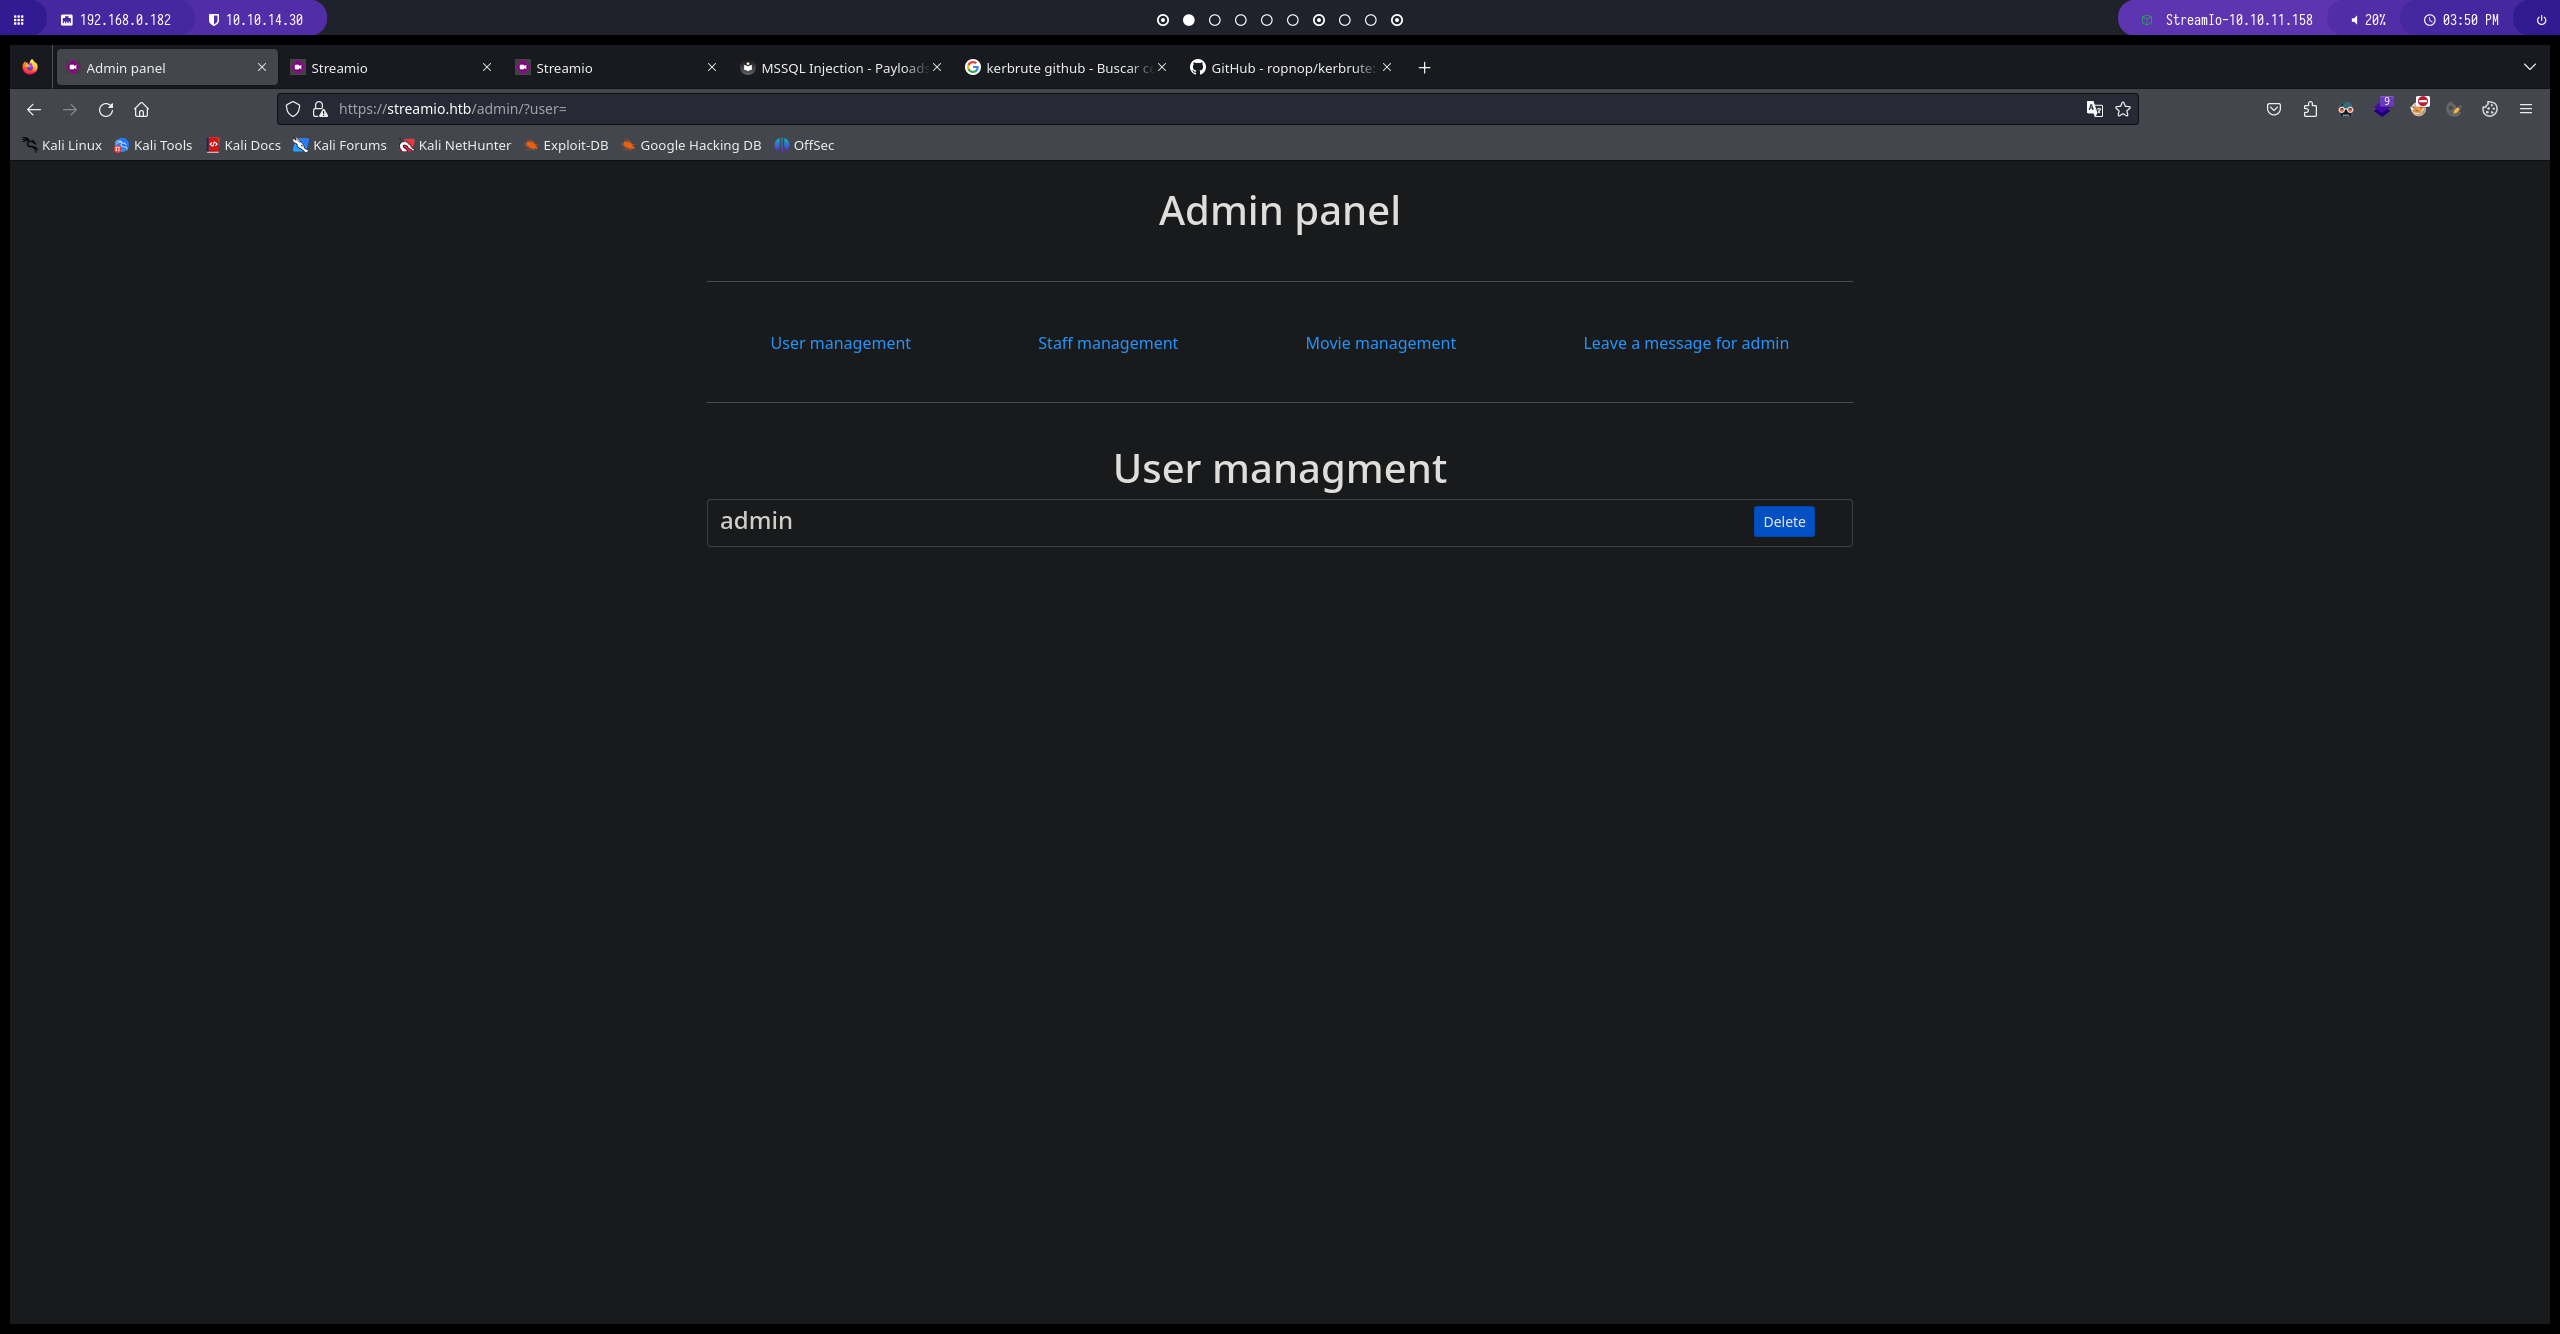 192.168.0.182 10.10.14.30 StreamIo-10.10.11.158 20% 03:50 PM
Admin panel Streamio Streamio MSSQL Injection - Payloads kerbrute github - Buscar co GitHub - ropnop/kerbrute:
https://streamio.htb/admin/?user= 9
Kali Linux Kali Tools Kali Docs Kali Forums Kali NetHunter Exploit-DB Google Hacking DB OffSec
Admin panel
User management Staff management Movie management Leave a message for admin
User managment
admin Delete